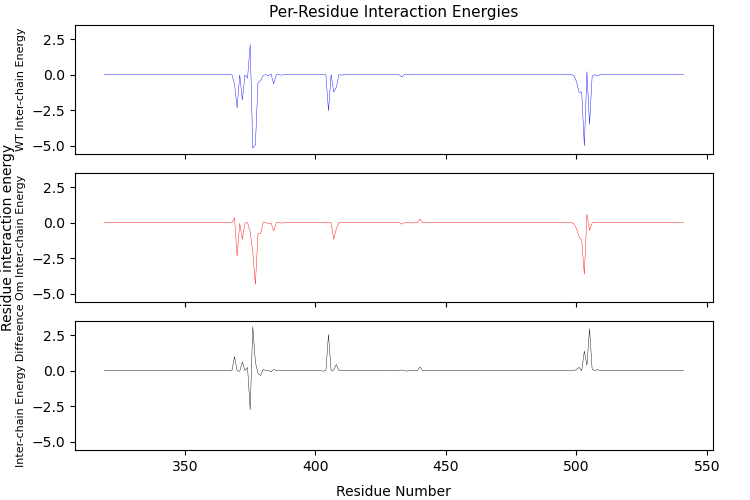 Per-Residue Interaction Energies
Residue interaction energy
WT Inter-chain Energy
2.5
0.0
−2.5
−5.0
Om Inter-chain Energy
2.5
0.0
−2.5
−5.0
Inter-chain Energy Difference
2.5
0.0
−2.5
−5.0
350 400 450 500 550
Residue Number